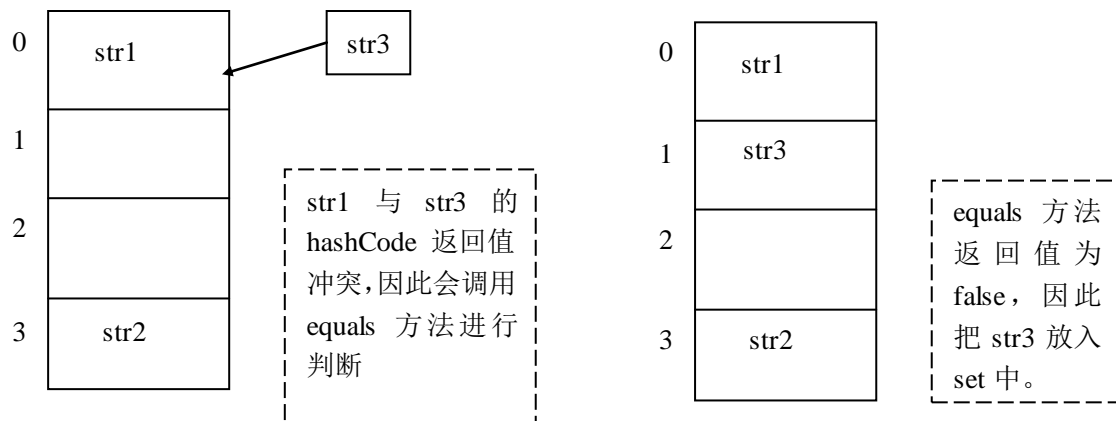 0
str1
str3
1
2
3
str2
str1 与 str3 的
hashCode 返回值
冲突,因此会调用
equals 方法进行
判断
0
str1
1
str3
2
3
str2
equals 方法
返回值为
false，因此
把 str3 放入
set 中。